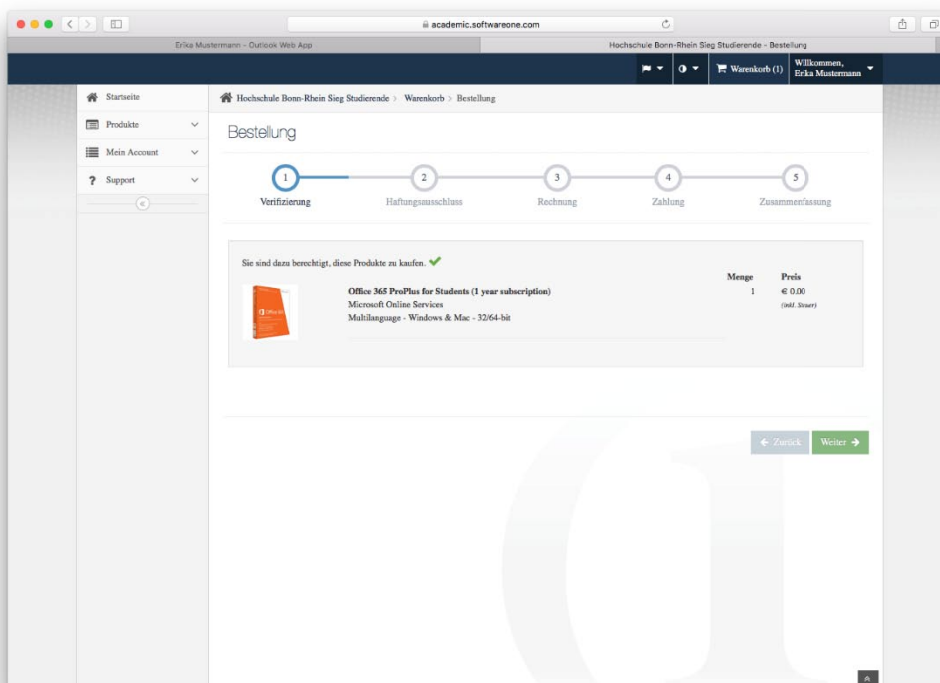 academic.softwareone.com
Erika Mustermann - Outlook Web App
Hochschule Bonn-Rhein Sieg Studierende - Bestellung
Warenkorb (1)
Willkommen,
Erka Mustermann
Startseite
Produkte
Mein Account
? Support
Hochschule Bonn-Rhein Sieg Studierende > Warenkorb > Bestellung
Bestellung
1 2 3 4 5
Verifizierung Haftungsausschluss Rechnung Zahlung Zusammenfassung
Sie sind dazu berechtigt, diese Produkte zu kaufen.
Menge Preis
Office 365 ProPlus for Students (1 year subscription) 1 € 0.00
Microsoft Online Services (inkl. Steuer)
Multilanguage - Windows & Mac - 32/64-bit
Zurück Weiter